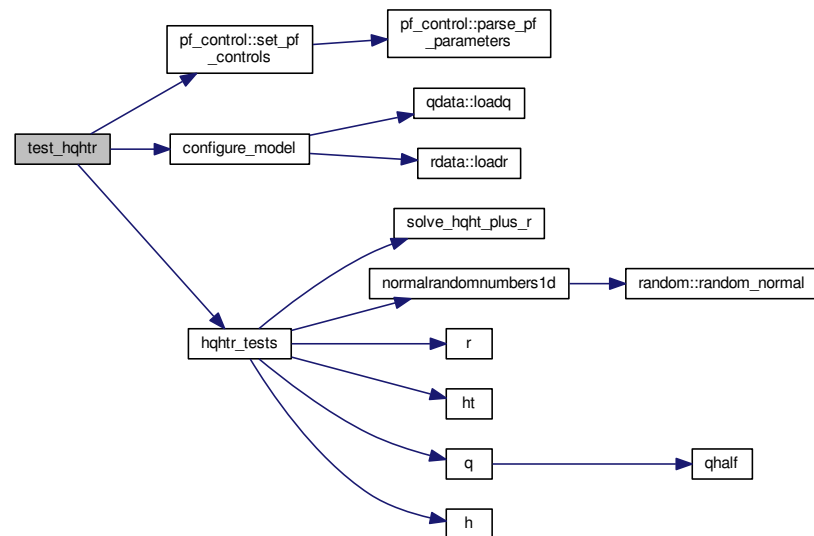 pf_control::set_pf
_controls
pf_control::parse_pf
_parameters
qdata::loadq
test_hqhtr
configure_model
rdata::loadr
solve_hqht_plus_r
normalrandomnumbers1d
random::random_normal
hqhtr_tests
r
ht
q
qhalf
h